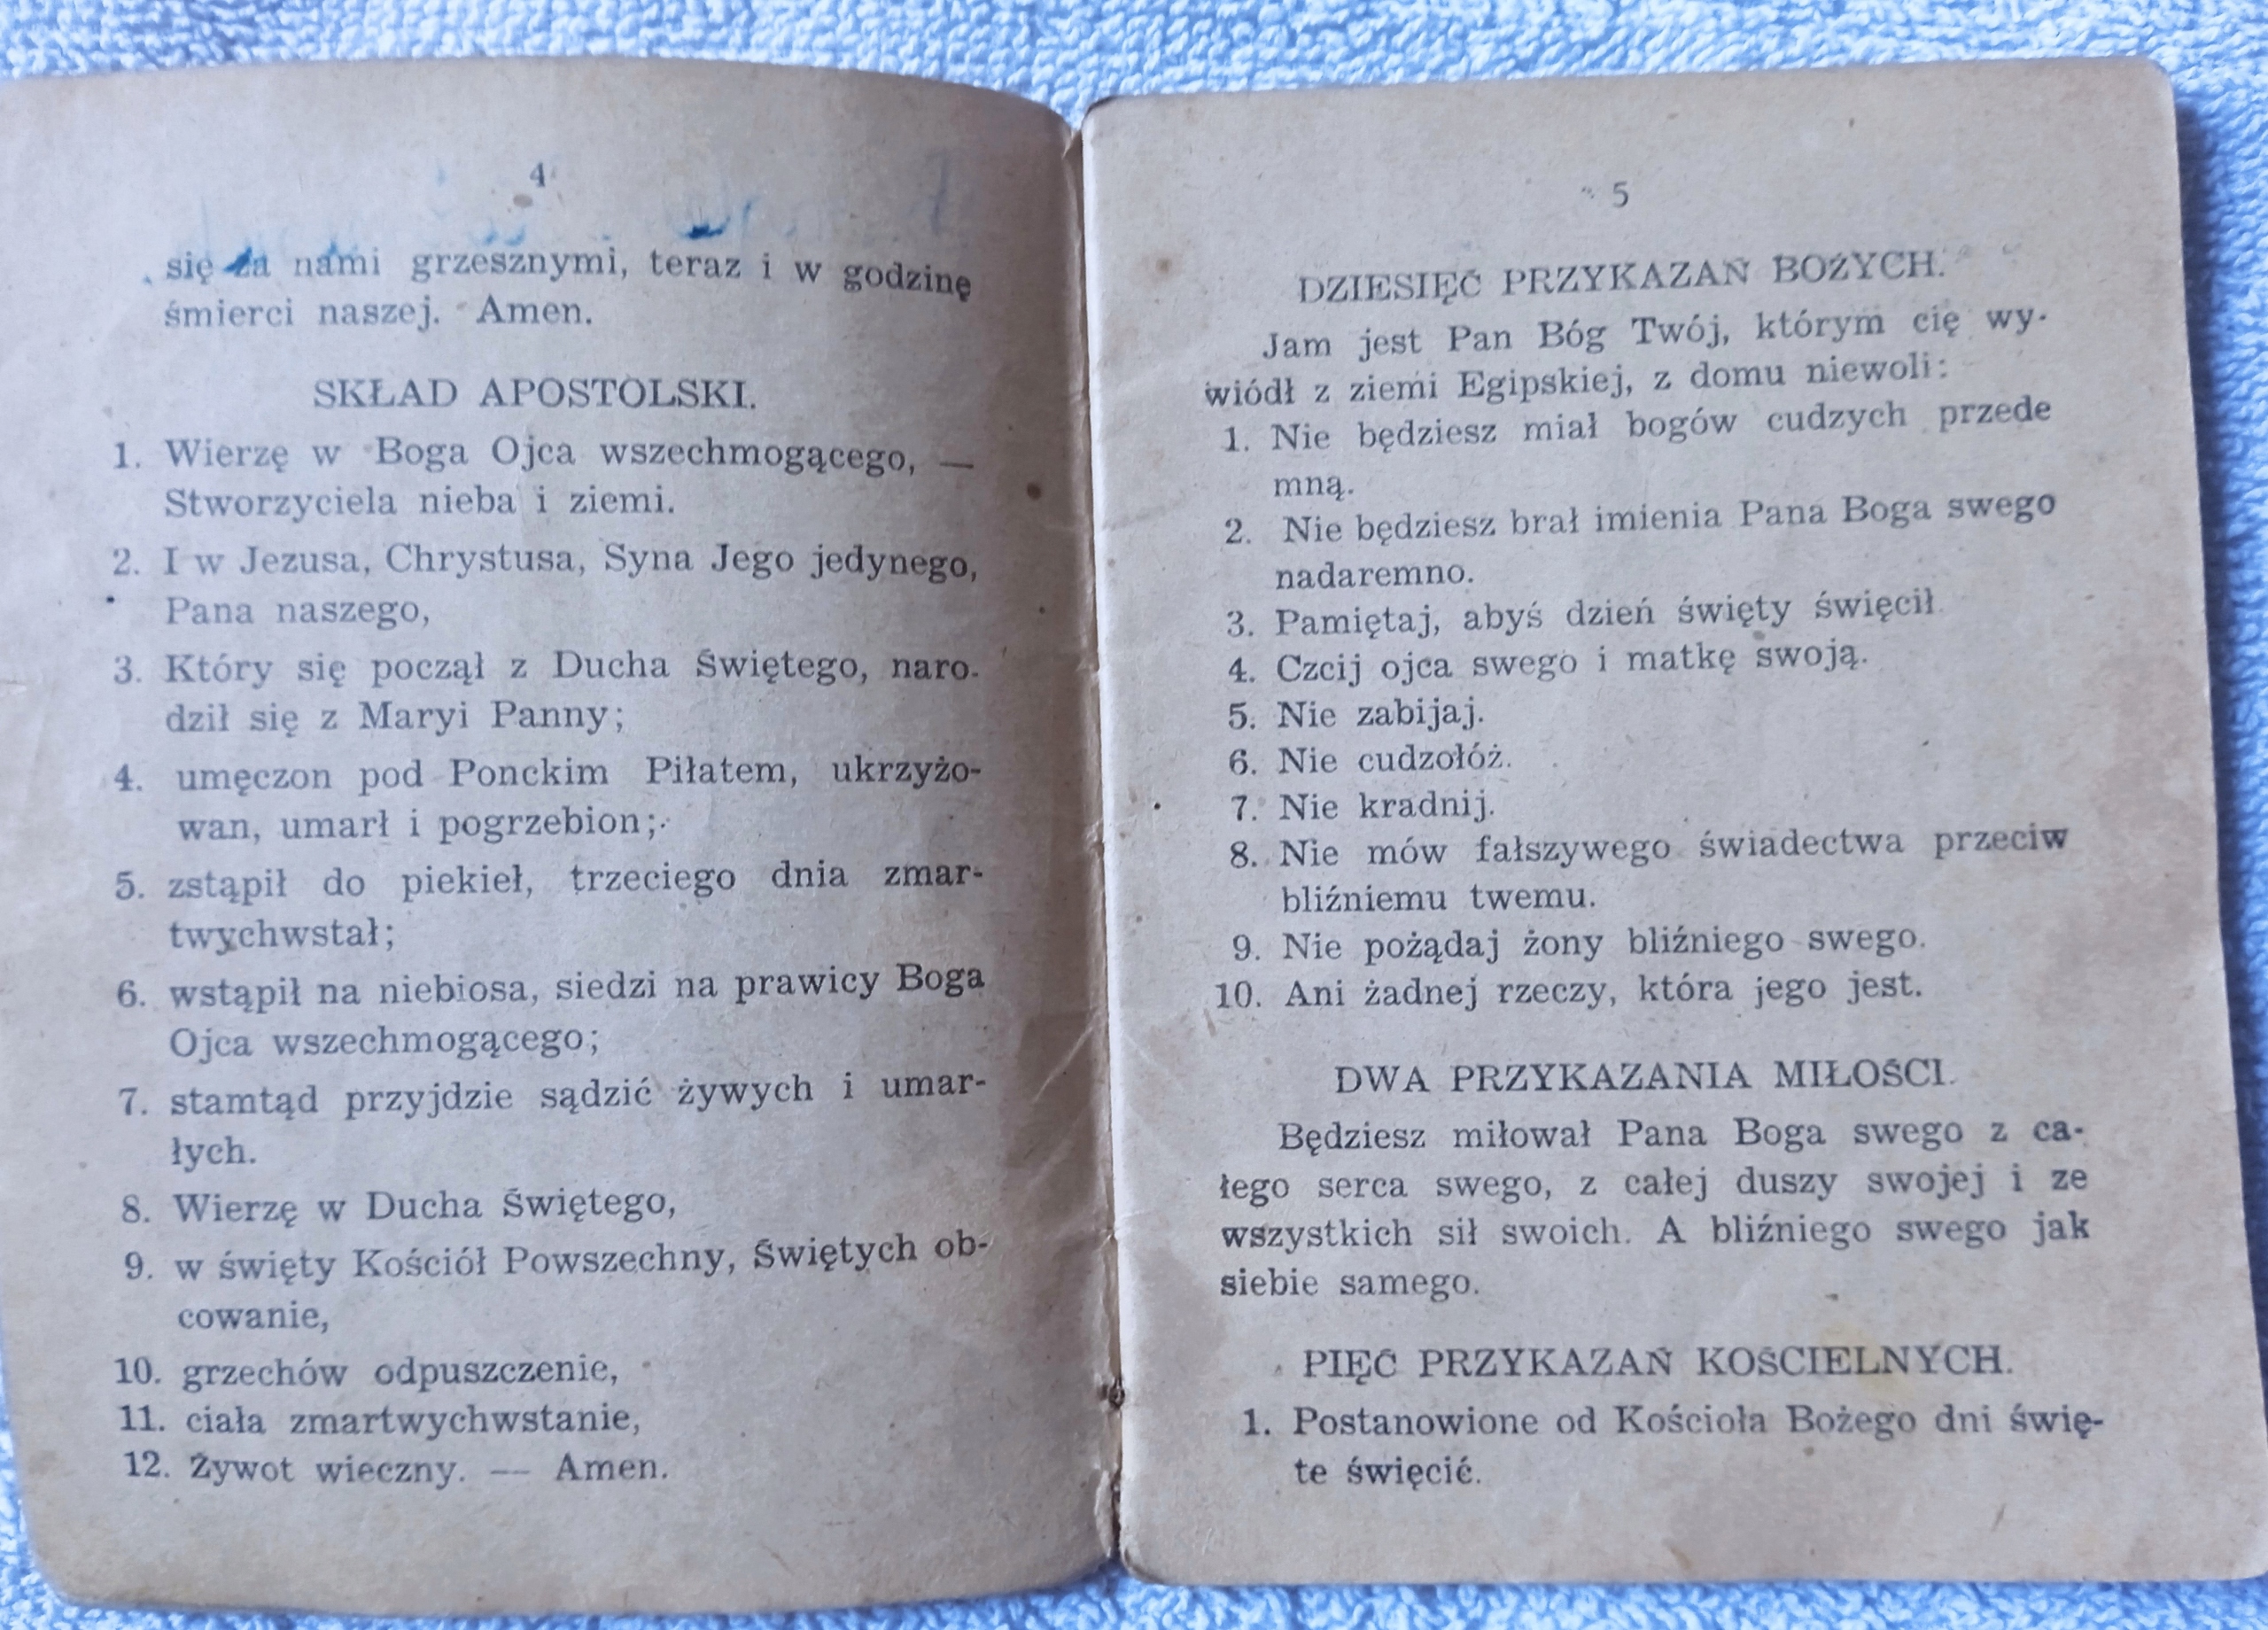 4
się za nami grzesznymi, teraz i w godzinę
śmierci naszej. Amen.
SKŁAD APOSTOLSKI.
1. Wierzę w Boga Ojca wszechmogącego, —
Stworzyciela nieba i ziemi.
2. I w Jezusa, Chrystusa, Syna Jego jedynego,
Pana naszego,
3. Który się począł z Ducha Świętego, naro-
dził się z Maryi Panny;
4. umęczon pod Ponckim Piłatem, ukrzyżo-
wan, umarł i pogrzebion;
5. zstąpił do piekieł, trzeciego dnia zmar-
twychwstał;
6. wstąpił na niebiosa, siedzi na prawicy Boga
Ojca wszechmogącego;
7. stamtąd przyjdzie sądzić żywych i umar-
łych.
8. Wierzę w Ducha Świętego,
9. w święty Kościół Powszechny, Świętych ob-
cowanie,
10. grzechów odpuszczenie,
11. ciała zmartwychwstanie,
12. Żywot wieczny. — Amen.
5
DZIESIĘĆ PRZYKAZAŃ BOŻYCH.
Jam jest Pan Bóg Twój, którym cię wy-
wiódł z ziemi Egipskiej, z domu niewoli:
1. Nie będziesz miał bogów cudzych przede
mną.
2. Nie będziesz brał imienia Pana Boga swego
nadaremno.
3. Pamiętaj, abyś dzień święty święcił
4. Czcij ojca swego i matkę swoją.
5. Nie zabijaj.
6. Nie cudzołóż.
7. Nie kradnij.
8. Nie mów fałszywego świadectwa przeciw
bliźniemu twemu.
9. Nie pożądaj żony bliźniego swego.
10. Ani żadnej rzeczy, która jego jest.
DWA PRZYKAZANIA MIŁOŚCI.
Będziesz miłował Pana Boga swego z ca-
łego serca swego, z całej duszy swojej i ze
wszystkich sił swoich. A bliźniego swego jak
siebie samego.
PIĘĆ PRZYKAZAŃ KOŚCIELNYCH.
1. Postanowione od Kościoła Bożego dni świę-
te święcić.